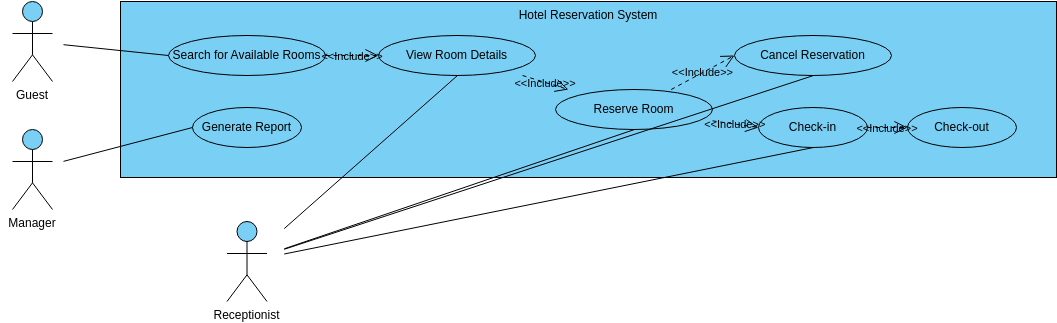 Hotel Reservation System
Search for Available Rooms
<<Include>>
View Room Details
<<Include>>
Cancel Reservation
<<Include>>
Reserve Room
Guest
Generate Report
<<Include>>
Check-in
<<Include>>
Check-out
Manager
Receptionist